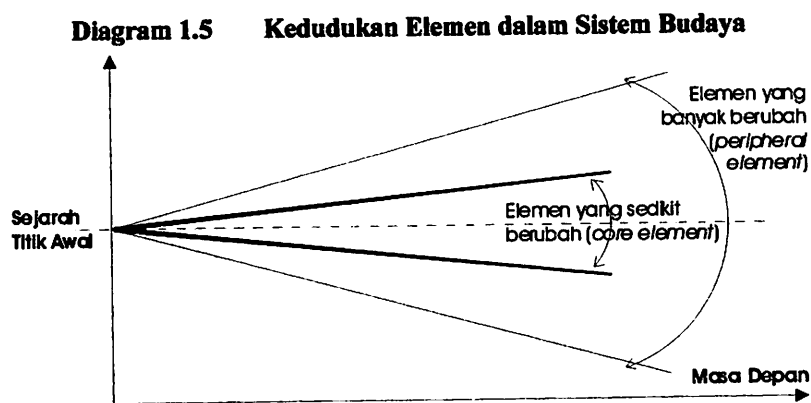 Diagram 1.5 Kedudukan Elemen dalam Sistem Budaya
Elemen yang
banyak berubah
(peripheral
element)
Sejarah
Titik Awal
Elemen yang sedikit
berubah (core element)
Masa Depan